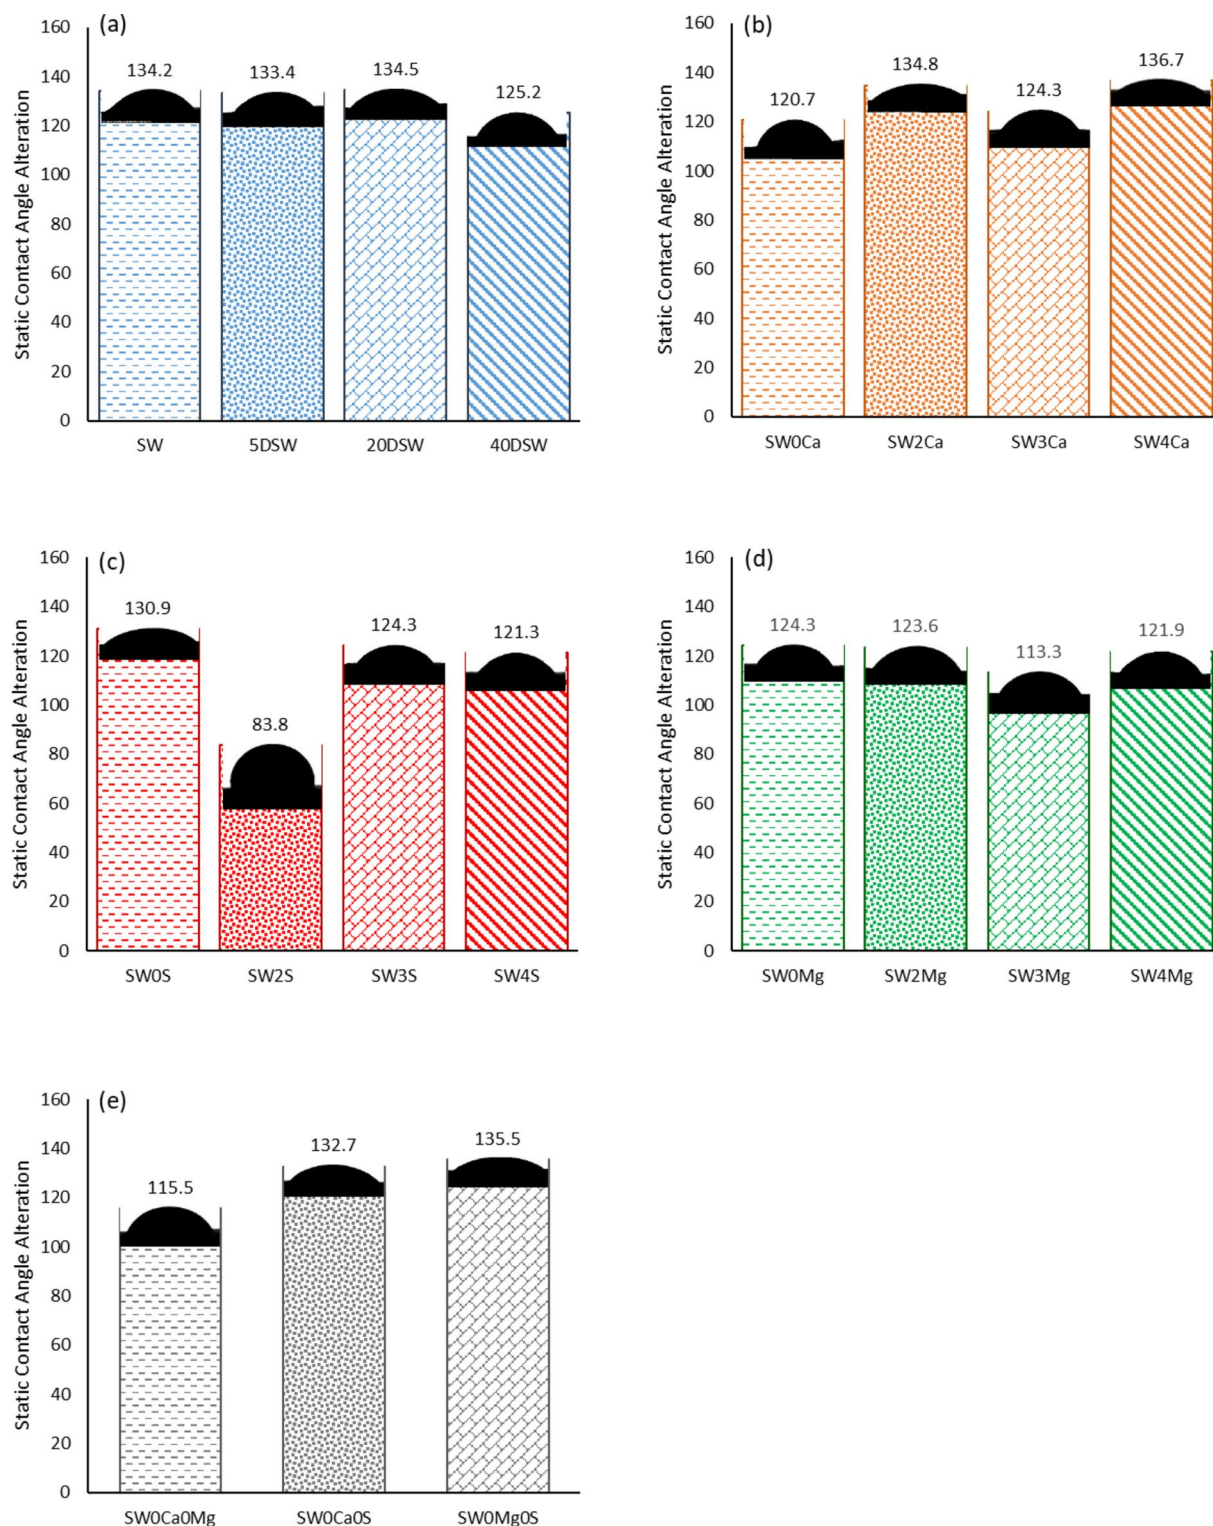 (a)
Static Contact Angle Alteration
160
140
120
100
80
60
40
20
0
134.2 133.4 134.5 125.2
SW 5DSW 20DSW 40DSW
(b)
Static Contact Angle Alteration
160
140
120
100
80
60
40
20
0
120.7 134.8 124.3 136.7
SW0Ca SW2Ca SW3Ca SW4Ca
(c)
Static Contact Angle Alteration
160
140
120
100
80
60
40
20
0
130.9 83.8 124.3 121.3
SW0S SW2S SW3S SW4S
(d)
Static Contact Angle Alteration
160
140
120
100
80
60
40
20
0
124.3 123.6 113.3 121.9
SW0Mg SW2Mg SW3Mg SW4Mg
(e)
Static Contact Angle Alteration
160
140
120
100
80
60
40
20
0
115.5 132.7 135.5
SW0Ca0Mg SW0Ca0S SW0Mg0S